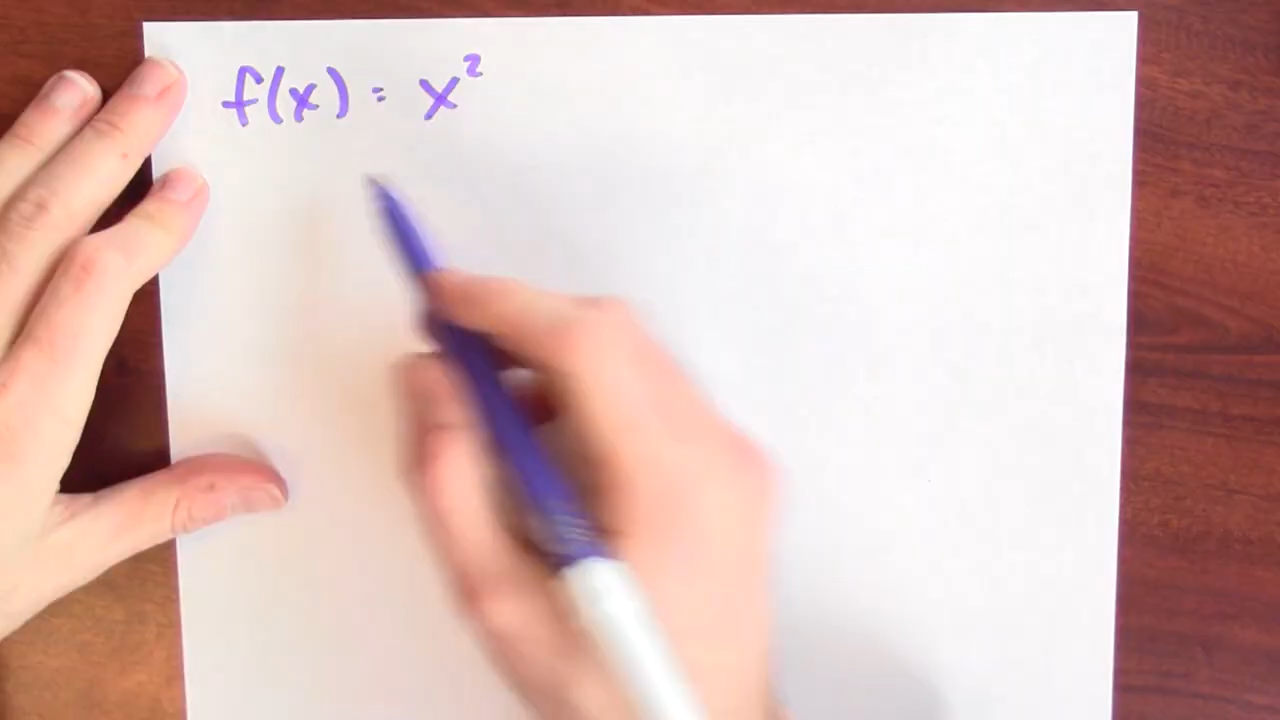 f(x) = x²